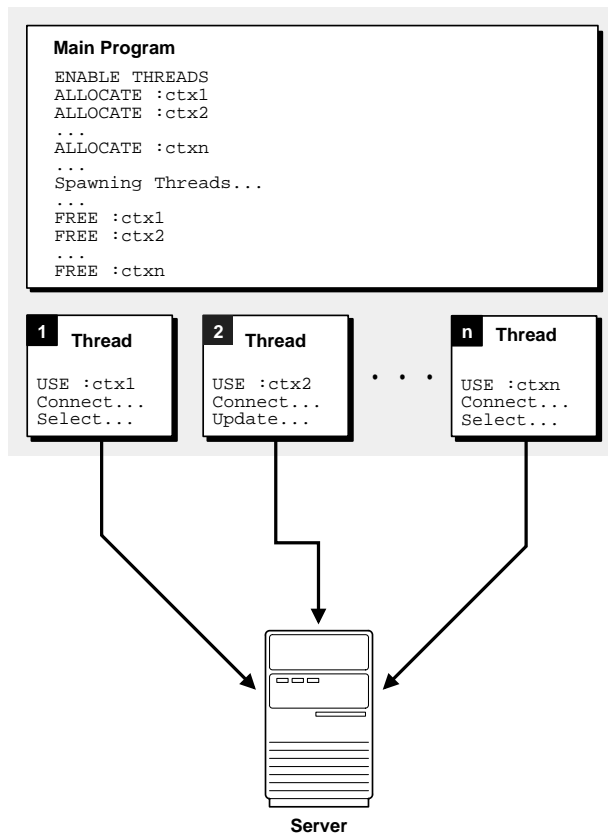 Main Program
ENABLE THREADS
ALLOCATE :ctx1
ALLOCATE :ctx2
...
ALLOCATE :ctxn
...
Spawning Threads...
...
FREE :ctx1
FREE :ctx2
...
FREE :ctxn
1 Thread
USE :ctx1
Connect...
Select...
2 Thread
USE :ctx2
Connect...
Update...
. . .
n Thread
USE :ctxn
Connect...
Select...
Server